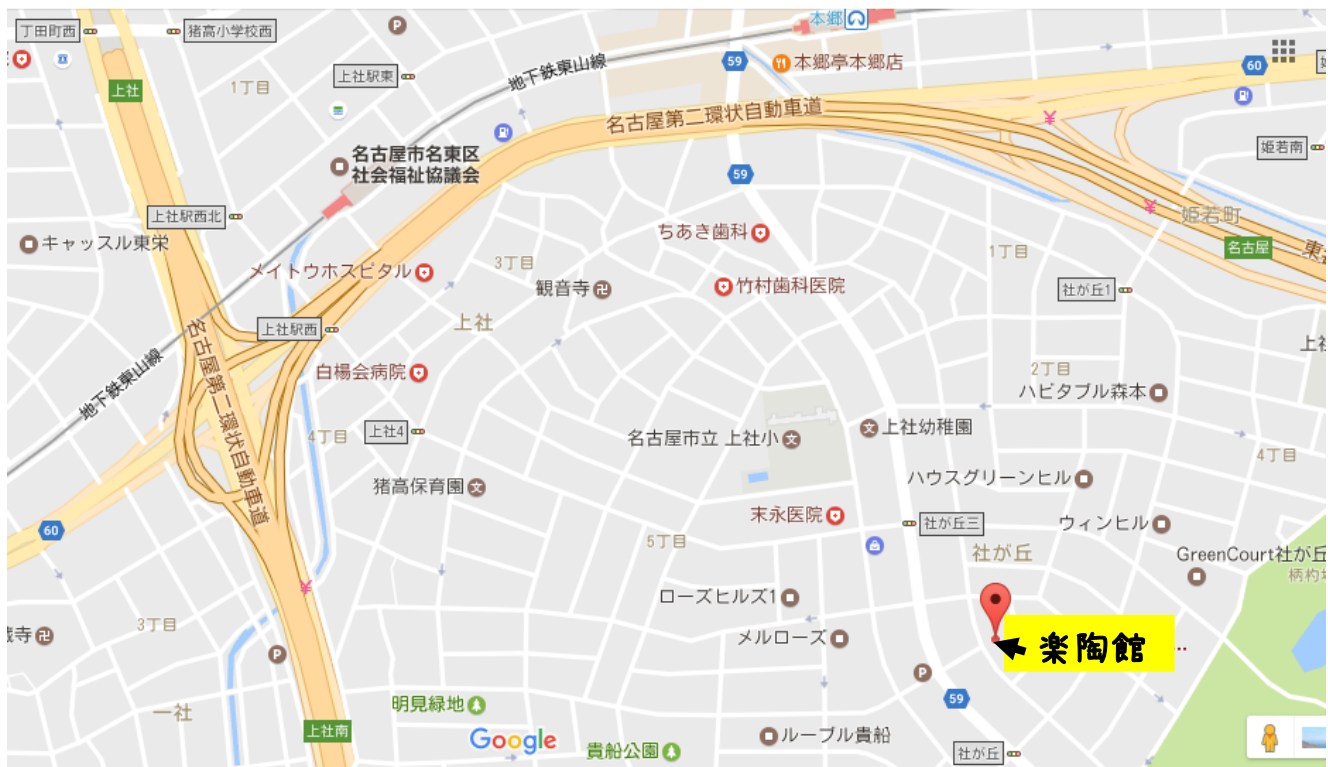 本郷
丁田町西
猪高小学校西
P
59
本郷亭本郷店
60
上社駅東
地下鉄東山線
上社
1丁目
名古屋第二環状自動車道
¥
姫若南
名古屋市名東区
社会福祉協議会
59
上社駅西北
¥
姫若町
キャッスル東栄
ちあき歯科
名古屋
1丁目
3丁目
メイトウホスピタル
観音寺
竹村歯科医院
社が丘1
上社駅西
上社
名古屋第二環状自動車道
地下鉄東山線
白楊会病院
2丁目
ハビタブル森本
4丁目
上社4
名古屋市立 上社小
上社幼稚園
4丁目
猪高保育園
ハウスグリーンヒル
末永医院
社が丘三
ウィンヒル
60
5丁目
社が丘
GreenCourt社が丘
¥
ローズヒルズ1
3丁目
メルローズ
楽陶館
...
P
P
59
明見緑地
一社
上社南
Google
貴船公園
ルーブル貴船
社が丘